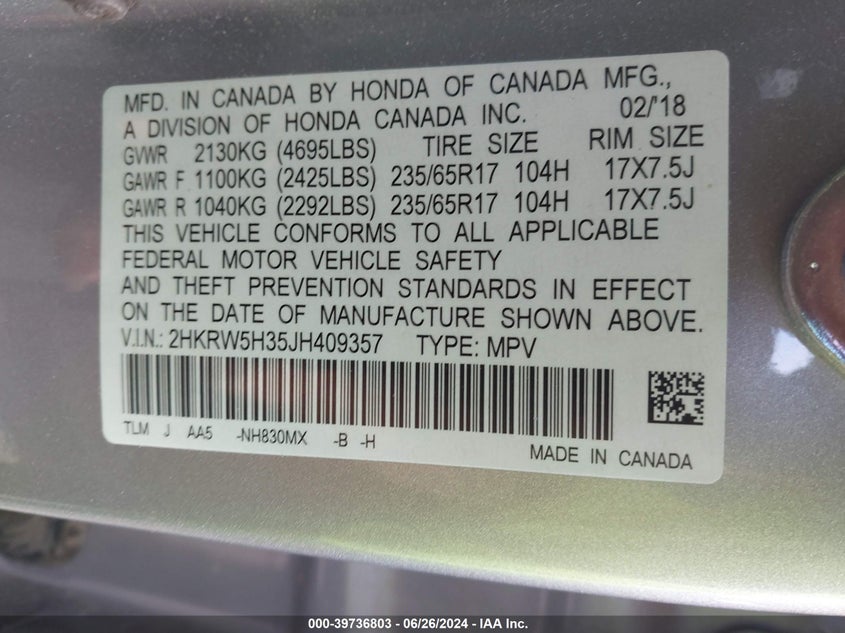 MFD. IN CANADA BY HONDA OF CANADA MFG.,
A DIVISION OF HONDA CANADA INC. 02/'18
GVWR 2130KG (4695LBS) TIRE SIZE RIM SIZE
GAWR F 1100KG (2425LBS) 235/65R17 104H 17X7.5J
GAWR R 1040KG (2292LBS) 235/65R17 104H 17X7.5J
THIS VEHICLE CONFORMS TO ALL APPLICABLE
FEDERAL MOTOR VEHICLE SAFETY
AND THEFT PREVENTION STANDARDS IN EFFECT
ON THE DATE OF MANUFACTURE SHOWN ABOVE.
V.I.N.: 2HKRW5H35JH409357 TYPE: MPV
TLM J AA5 -NH830MX -B -H
MADE IN CANADA
000-39736803 / 06/26/2024 - IAA Inc.